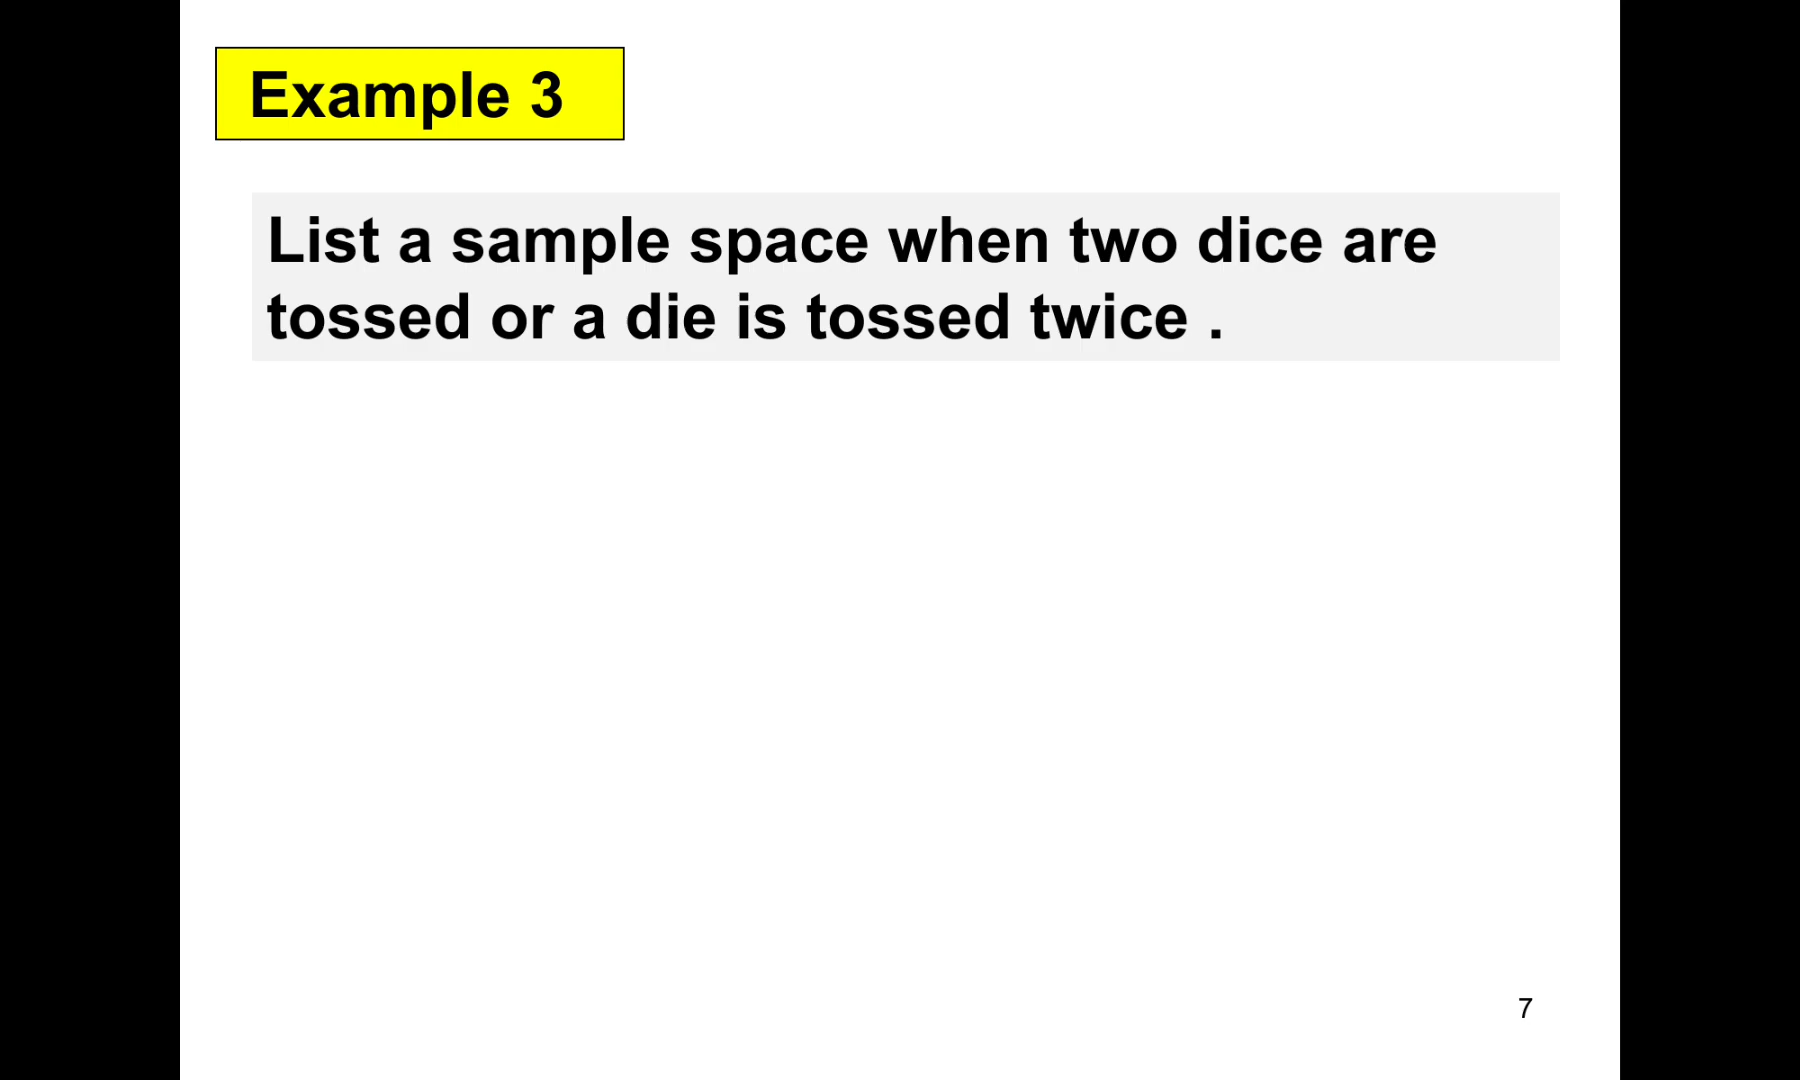 Example 3
List a sample space when two dice are
tossed or a die is tossed twice .
7